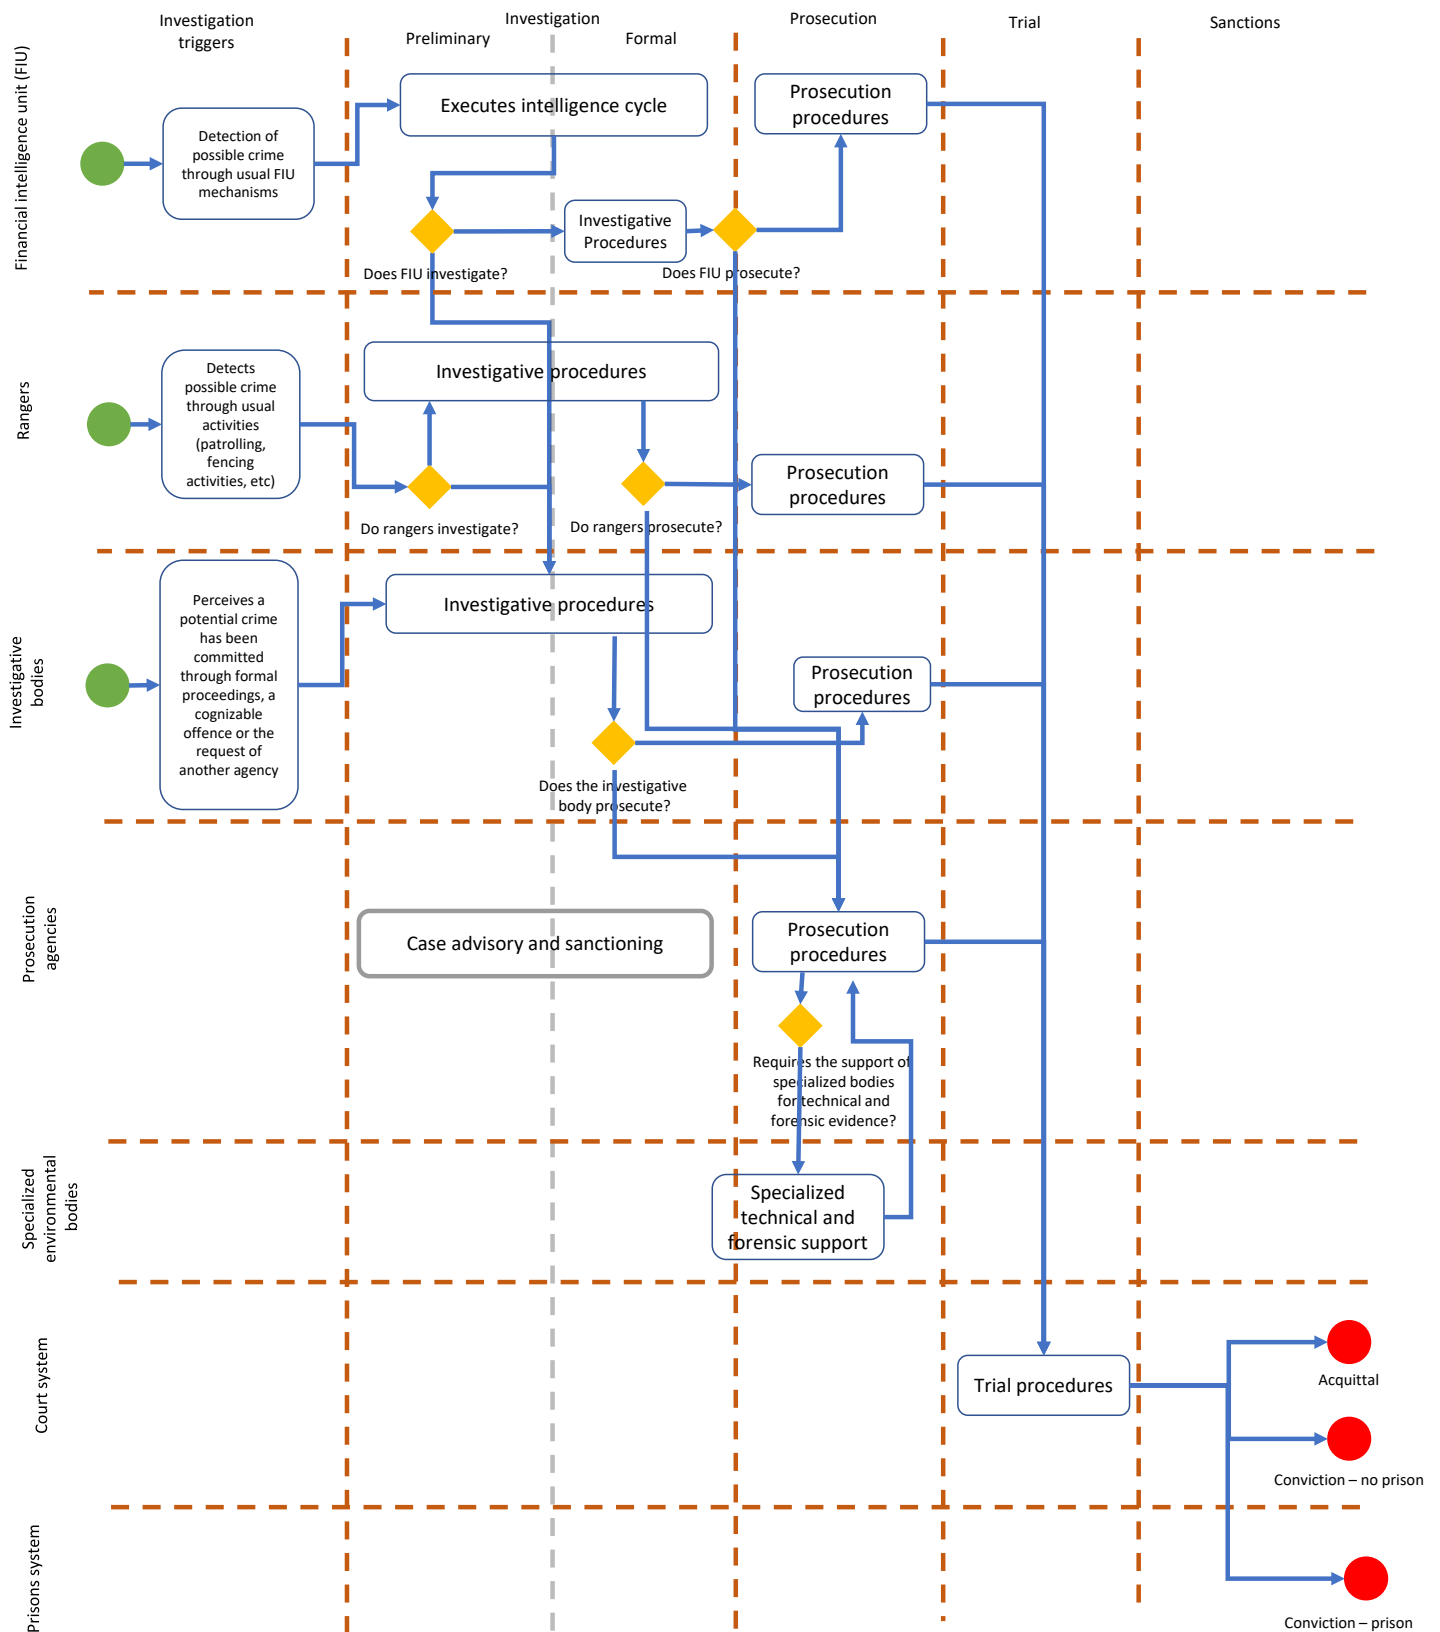 Investigation
triggers
Investigation
Preliminary
Formal
Prosecution
Trial
Sanctions
Financial intelligence unit (FIU)
Detection of
possible crime
through usual FIU
mechanisms
Executes intelligence cycle
Prosecution
procedures
Investigative
Procedures
Does FIU investigate?
Does FIU prosecute?
Rangers
Detects
possible crime
through usual
activities
(patrolling,
fencing
activities, etc)
Investigative procedures
Prosecution
procedures
Do rangers investigate?
Do rangers prosecute?
Investigative
bodies
Perceives a
potential crime
has been
committed
through formal
proceedings, a
cognizable
offence or the
request of
another agency
Investigative procedures
Prosecution
procedures
Does the investigative
body prosecute?
Prosecution
agencies
Case advisory and sanctioning
Prosecution
procedures
Requires the support of
specialized bodies
for technical and
forensic evidence?
Specialized
environmental
bodies
Specialized
technical and
forensic support
Court system
Trial procedures
Acquittal
Conviction – no prison
Prisons system
Conviction – prison